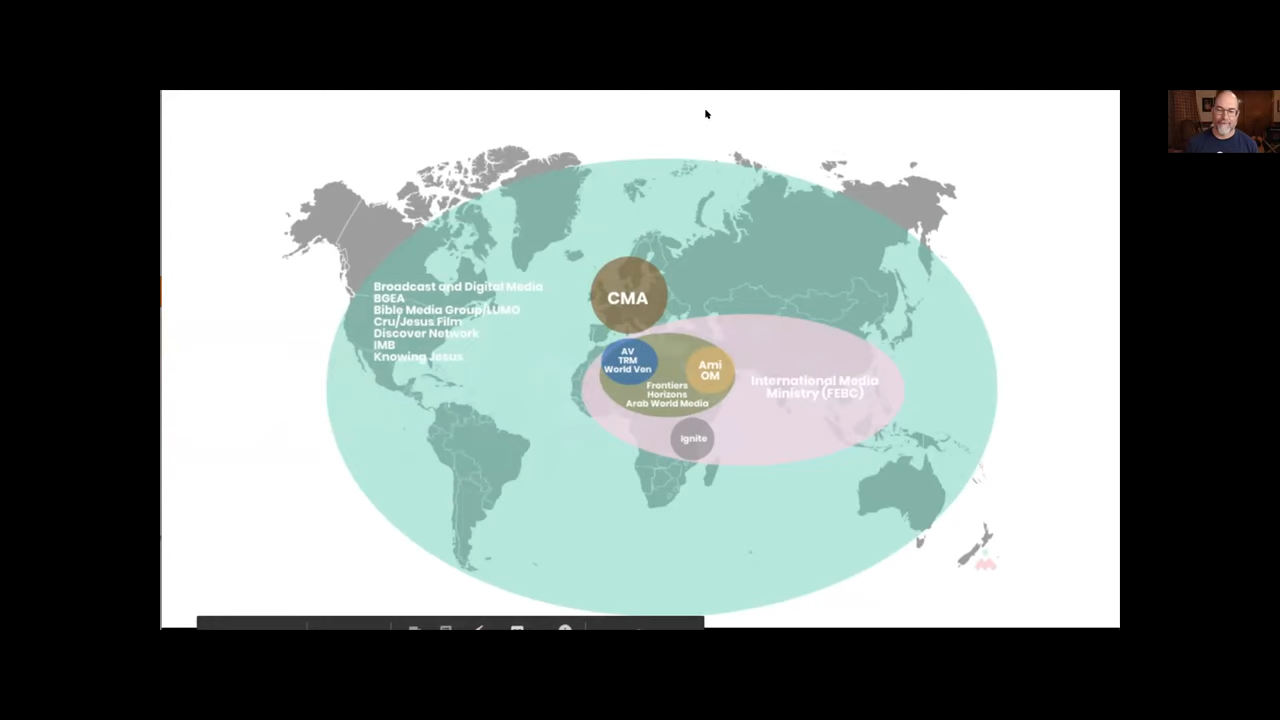 Broadcast and Digital Media
BGEA
Bible Media Group/LUMO
Cru/Jesus Film
Discover Network
IMB
Knowing Jesus
CMA
AV
TRM
World Ven
Ami
OM
Frontiers
Horizons
Arab World Media
International Media
Ministry (FEBC)
Ignite